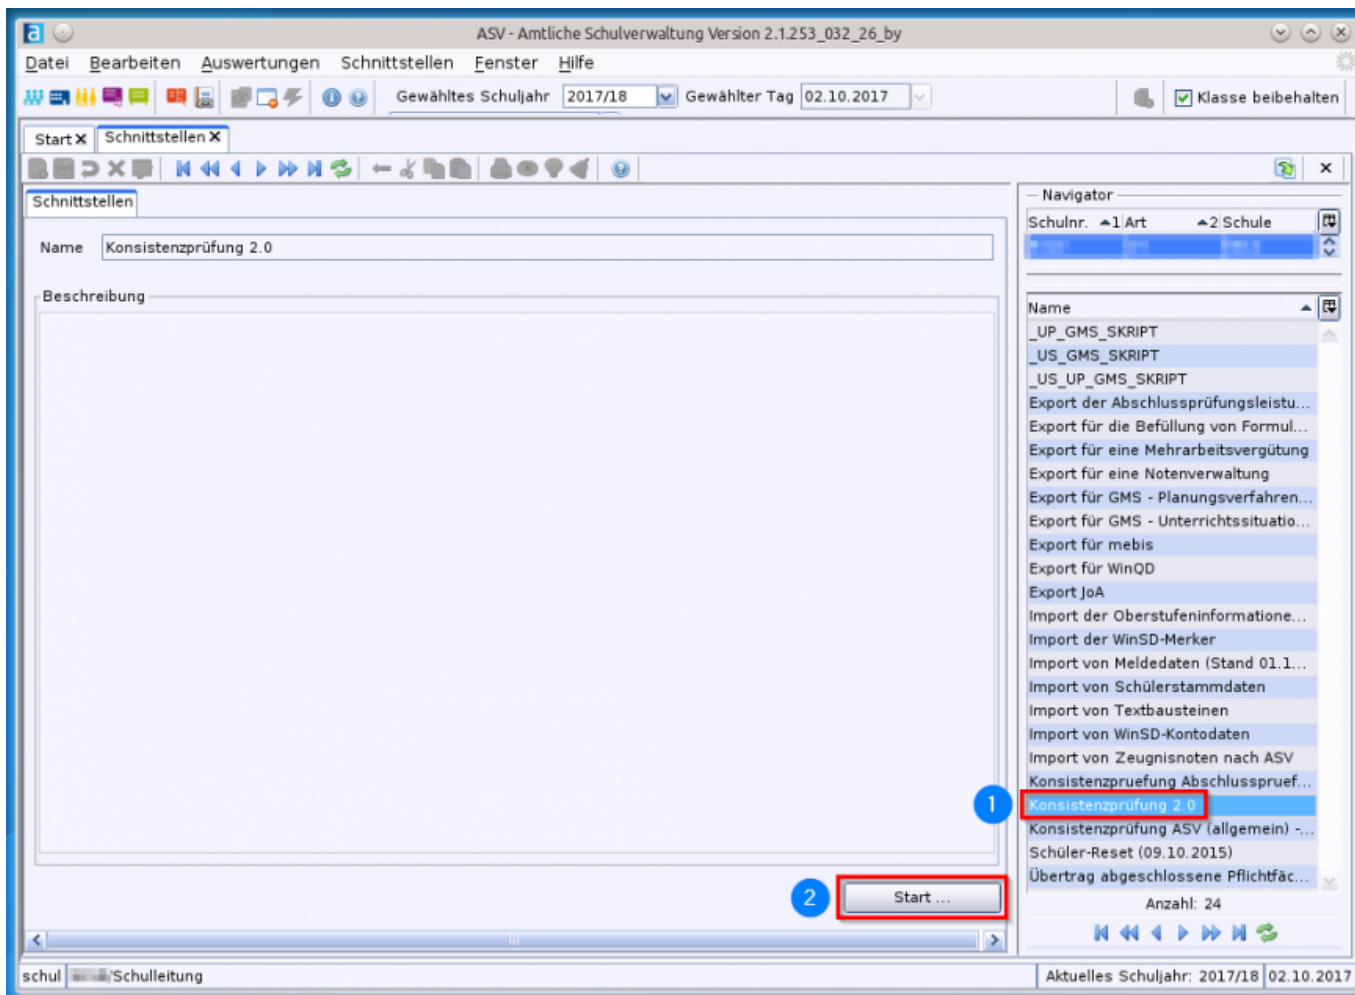 ASV - Amtliche Schulverwaltung Version 2.1.253_032_26_by
Datei Bearbeiten Auswertungen Schnittstellen Fenster Hilfe
Gewähltes Schuljahr 2017/18 Gewählter Tag 02.10.2017 Klasse beibehalten
Start Schnittstellen
Schnittstellen
Name Konsistenzprüfung 2.0
Beschreibung
2 Start ...
Navigator
Schulnr. 1 Art 2 Schule
Name
_UP_GMS_SKRIPT
_US_GMS_SKRIPT
_US_UP_GMS_SKRIPT
Export der Abschlussprüfungsleistu...
Export für die Befüllung von Formul...
Export für eine Mehrarbeitsvergütung
Export für eine Notenverwaltung
Export für GMS - Planungsverfahren...
Export für GMS - Unterrichtssituatio...
Export für mebis
Export für WinQD
Export JoA
Import der Oberstufeninformatione...
Import der WinSD-Merker
Import von Meldedaten (Stand 01.1...
Import von Schülerstammdaten
Import von Textbausteinen
Import von WinSD-Kontodaten
Import von Zeugnisnoten nach ASV
Konsistenzpruefung Abschlusspruef...
1 Konsistenzprüfung 2.0
Konsistenzprüfung ASV (allgemein) -...
Schüler-Reset (09.10.2015)
Übertrag abgeschlossene Pflichtfäc...
Anzahl: 24
schul /Schulleitung Aktuelles Schuljahr: 2017/18 02.10.2017